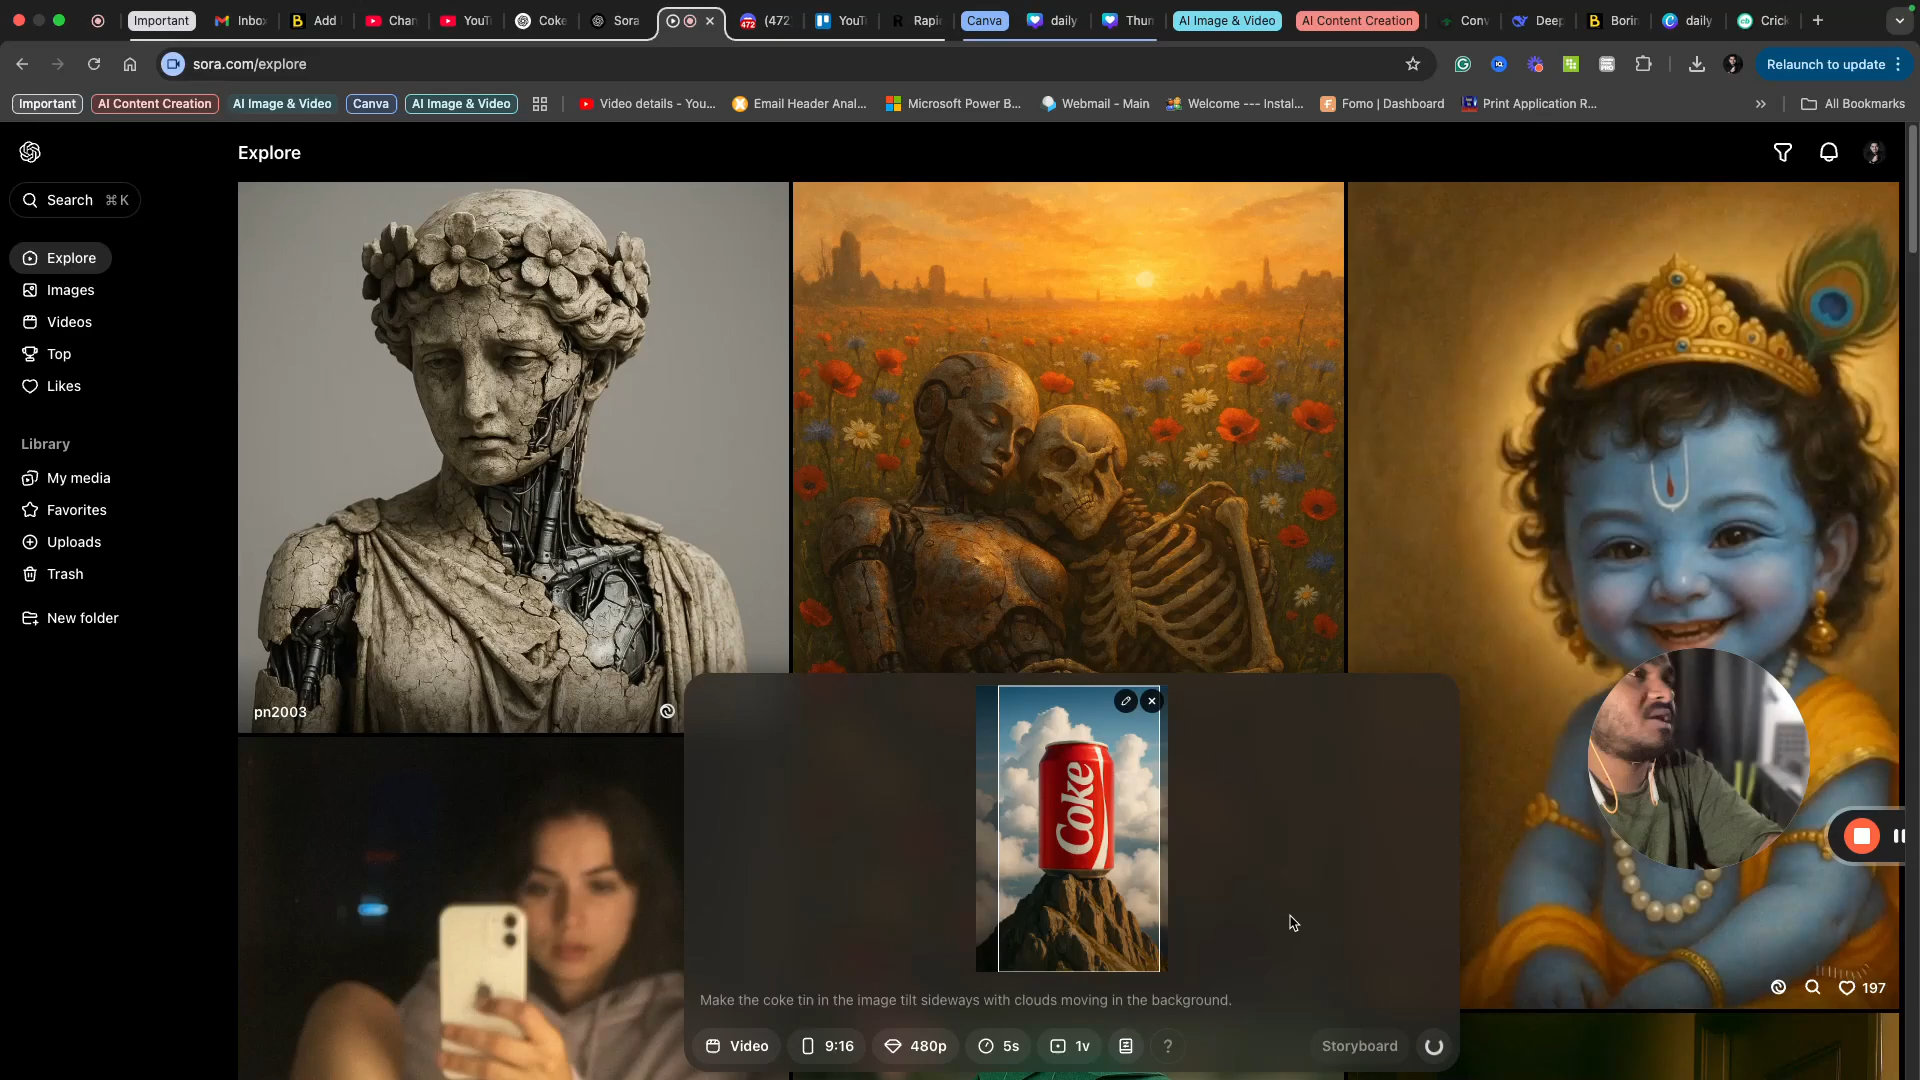 Important
Inbo
Add
Chan
YouT
Coke
Sora
(472
YouT
Rapi
Canva
daily
Thun
AI Image & Video
AI Content Creation
Conv
Deep
Borin
daily
Crick
sora.com/explore
Relaunch to update
Important
AI Content Creation
AI Image & Video
Canva
AI Image & Video
Video details - You...
Email Header Anal...
Microsoft Power B...
Webmail - Main
Welcome --- Instal...
Fomo | Dashboard
Print Application R...
All Bookmarks
Explore
Search ⌘ K
Explore
Images
Videos
Top
Likes
Library
My media
Favorites
Uploads
Trash
New folder
pn2003
Coke
197
Make the coke tin in the image tilt sideways with clouds moving in the background.
Video
9:16
480p
5s
1v
?
Storyboard